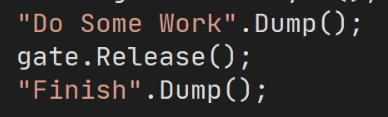 "Do Some Work".Dump();
gate.Release();
"Finish".Dump();